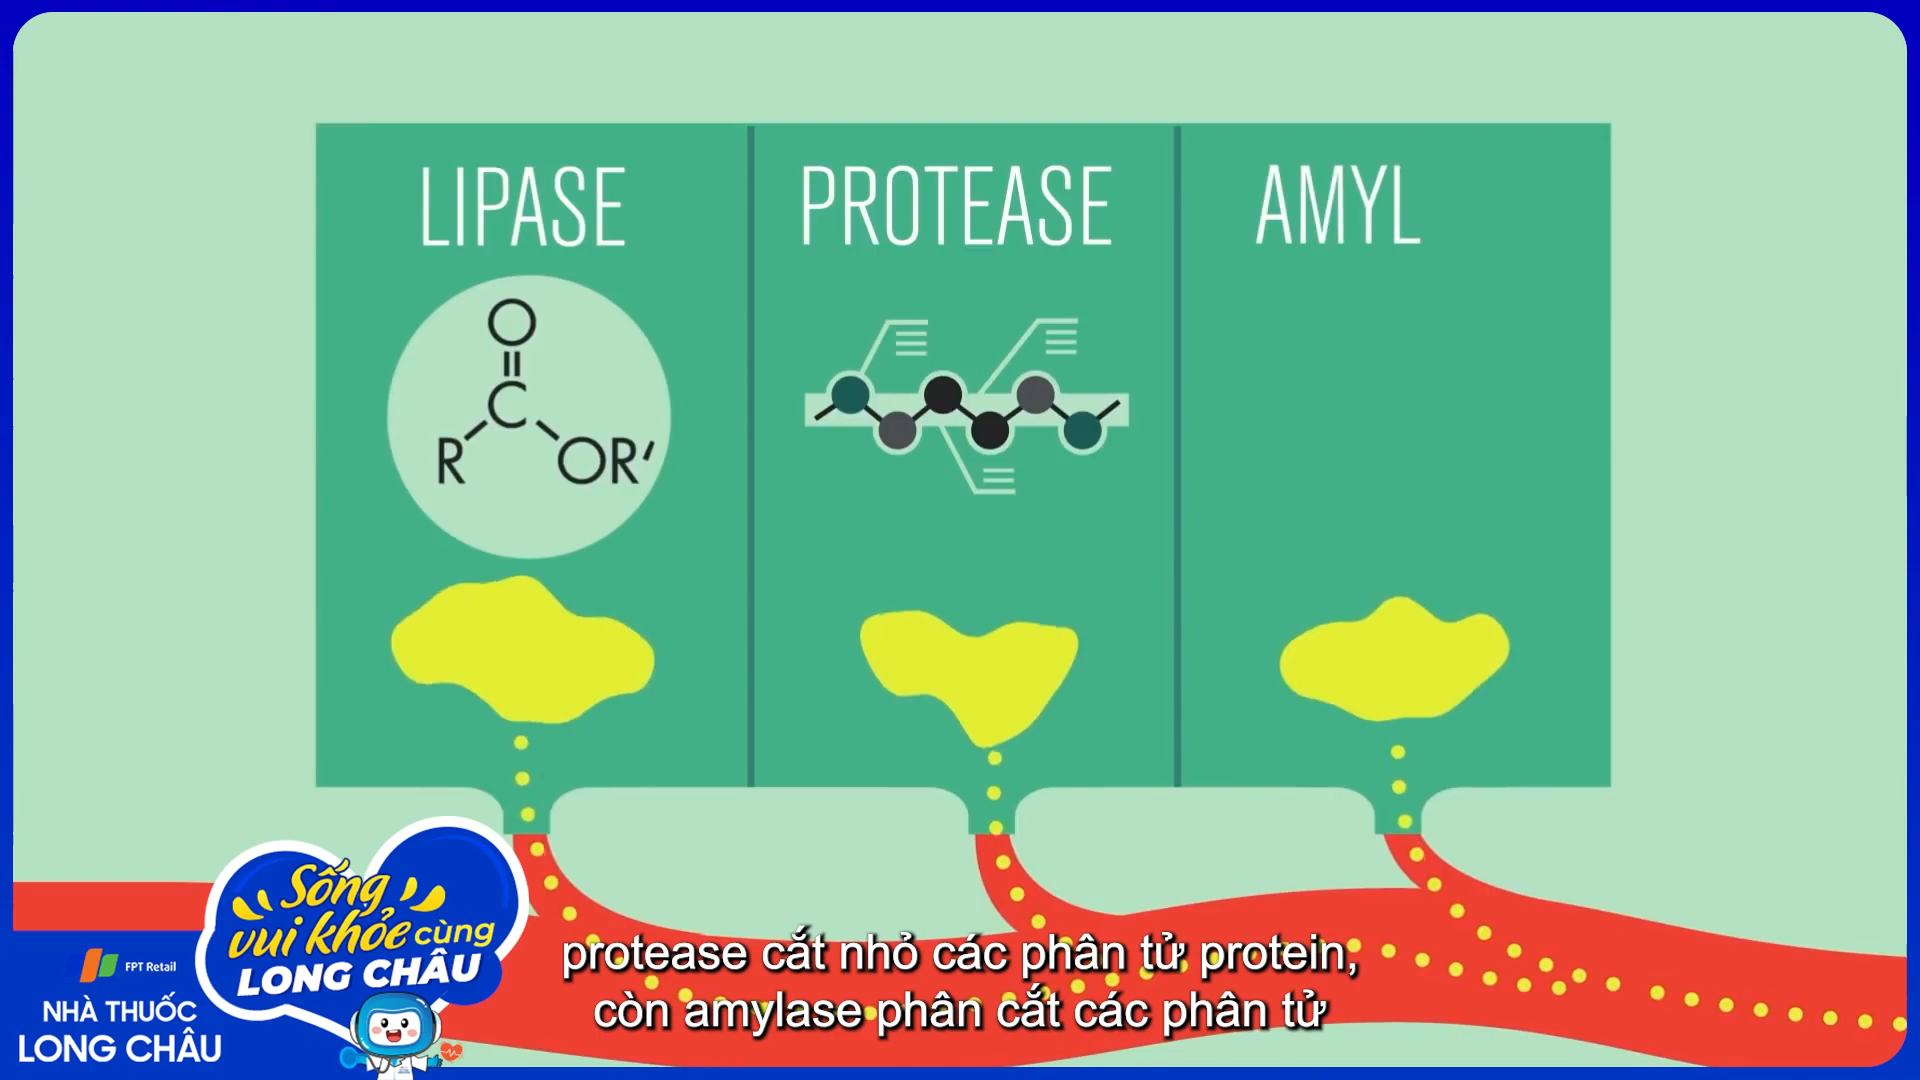 LIPASE
PROTEASE
AMYL
O
C
R
OR′
Sống
vui khỏe cùng
LONG CHÂU
FPT Retail
NHÀ THUỐC
LONG CHÂU
protease cắt nhỏ các phân tử protein,
còn amylase phân cắt các phân tử